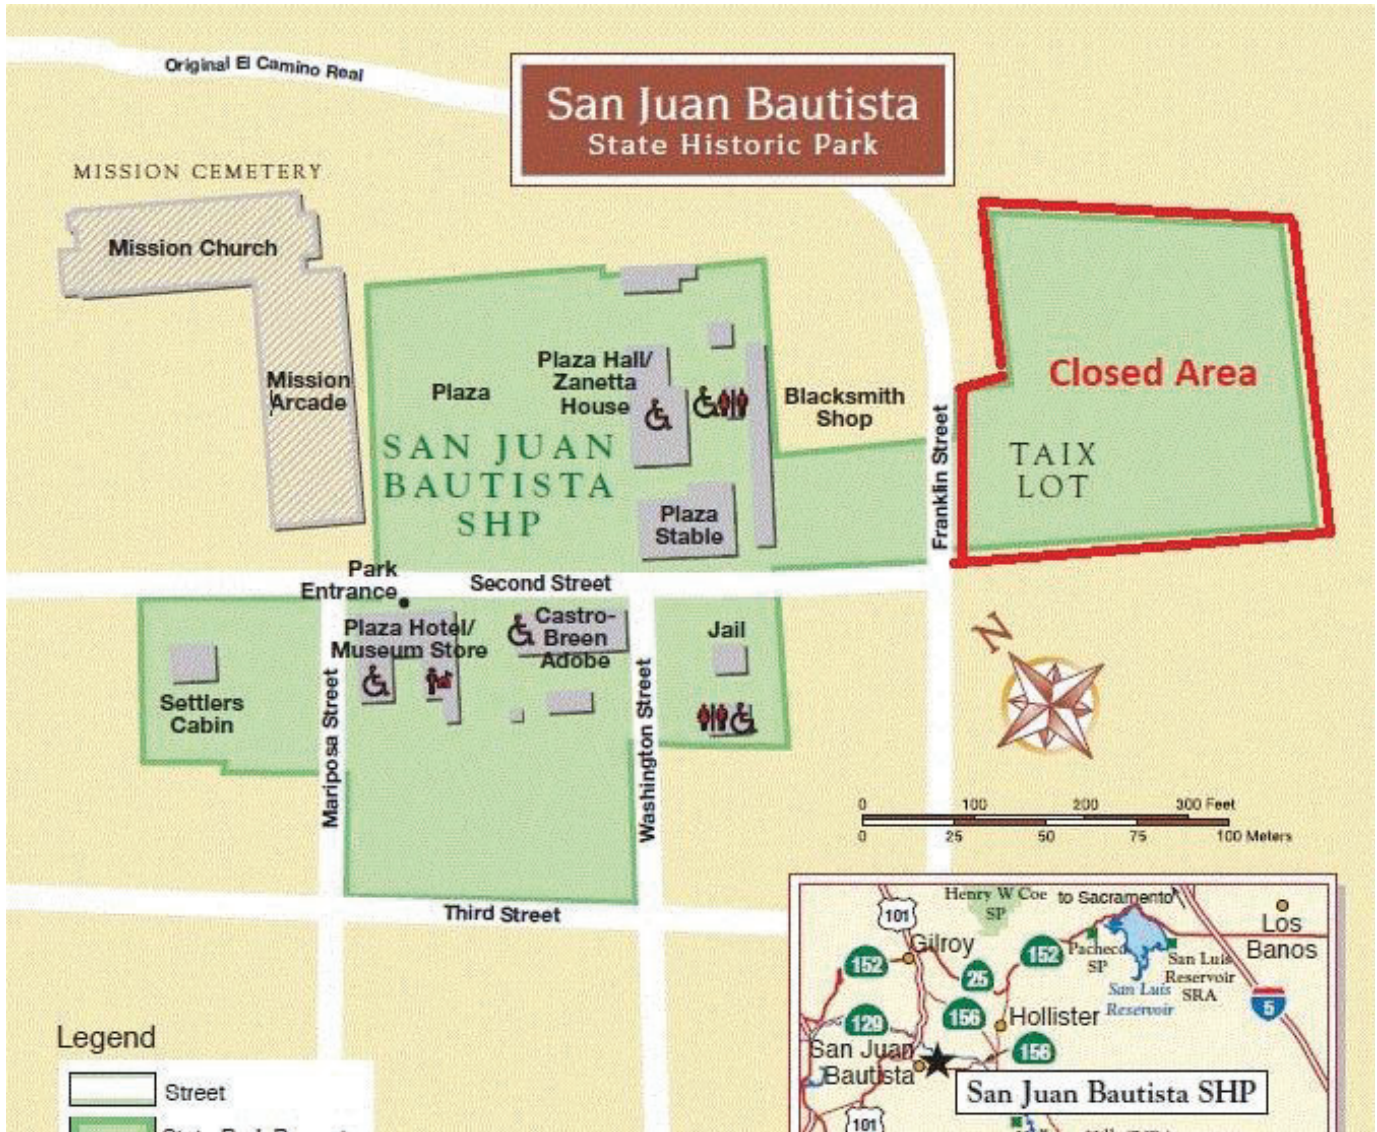 Original El Camino Real
San Juan Bautista
State Historic Park
MISSION CEMETERY
Mission Church
Mission
Arcade
Plaza
Plaza Hall/
Zanetta
House
Blacksmith
Shop
Closed Area
SAN JUAN
BAUTISTA
SHP
TAIX
LOT
Franklin Street
Plaza
Stable
Park
Entrance
Second Street
Plaza Hotel/
Museum Store
Castro-
Breen
Adobe
Jail
N
Settlers
Cabin
Mariposa Street
Washington Street
0 100 200 300 Feet
0 25 50 75 100 Meters
Third Street
Henry W Coe
SP
to Sacramento
101
Los
Banos
Gilroy
152
25
152
Pacheco
SP
San Luis
Reservoir
SRA
San Luis
Reservoir
5
129
156
Hollister
156
San Juan
Bautista
San Juan Bautista SHP
101
Legend
Street